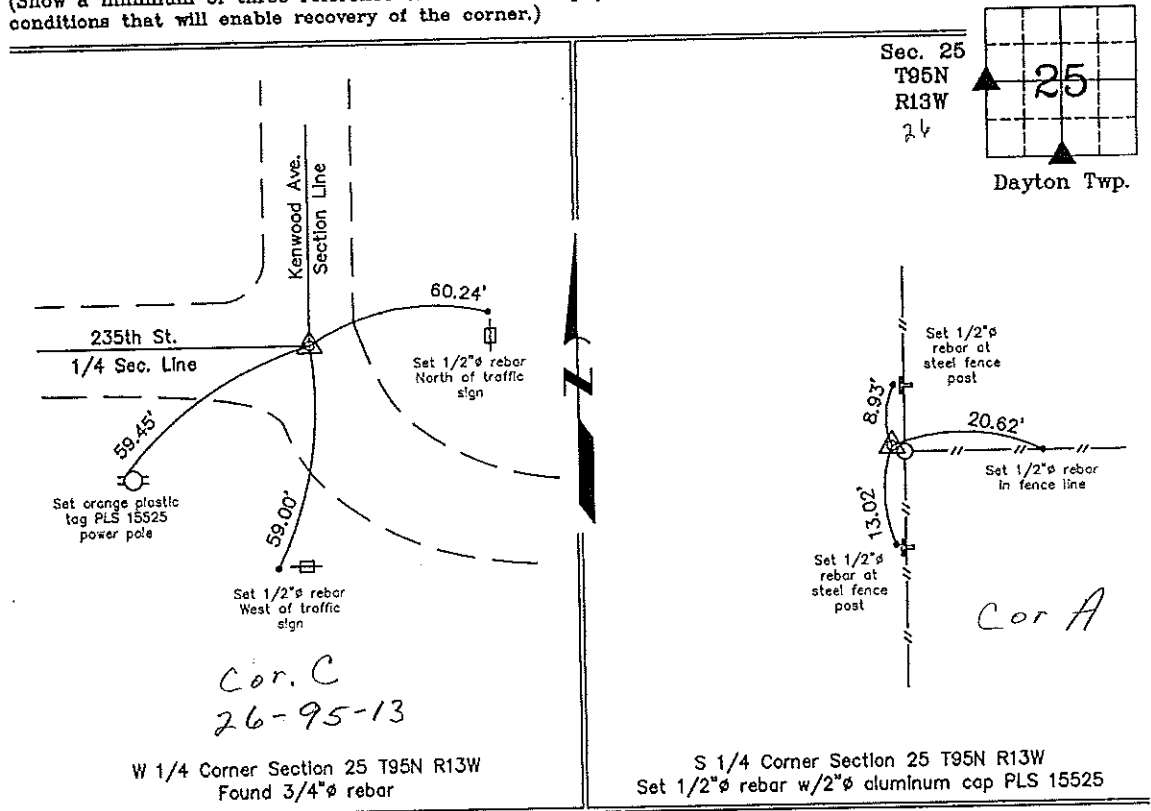 conditions that will enable recovery of the corner.)
Sec. 25
T95N
R13W
26
25
Dayton Twp.
Kenwood Ave.
Section Line
235th St.
1/4 Sec. Line
60.24'
Set 1/2"ø rebar
North of traffic
sign
59.45'
Set orange plastic
tag PLS 15525
power pole
59.00'
Set 1/2"ø rebar
West of traffic
sign
Cor. C
26-95-13
W 1/4 Corner Section 25 T95N R13W
Found 3/4"ø rebar
N
Set 1/2"ø
rebar at
steel fence
post
8.93'
20.62'
Set 1/2"ø rebar
in fence line
13.02'
Set 1/2"ø
rebar at
steel fence
post
Cor A
S 1/4 Corner Section 25 T95N R13W
Set 1/2"ø rebar w/2"ø aluminum cap PLS 15525